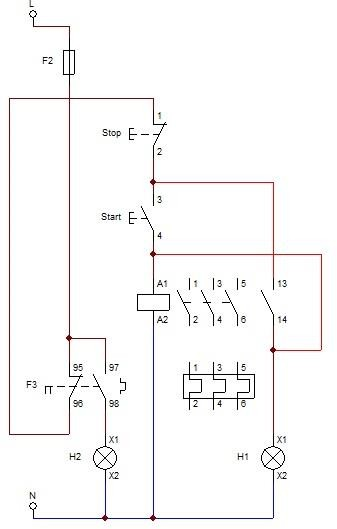 L
F2
1
Stop
2
3
Start
4
A1 1 3 5 13
A2 2 4 6 14
95 97 1 3 5
F3
96 98 2 4 6
X1 X1
H2 H1
X2 X2
N